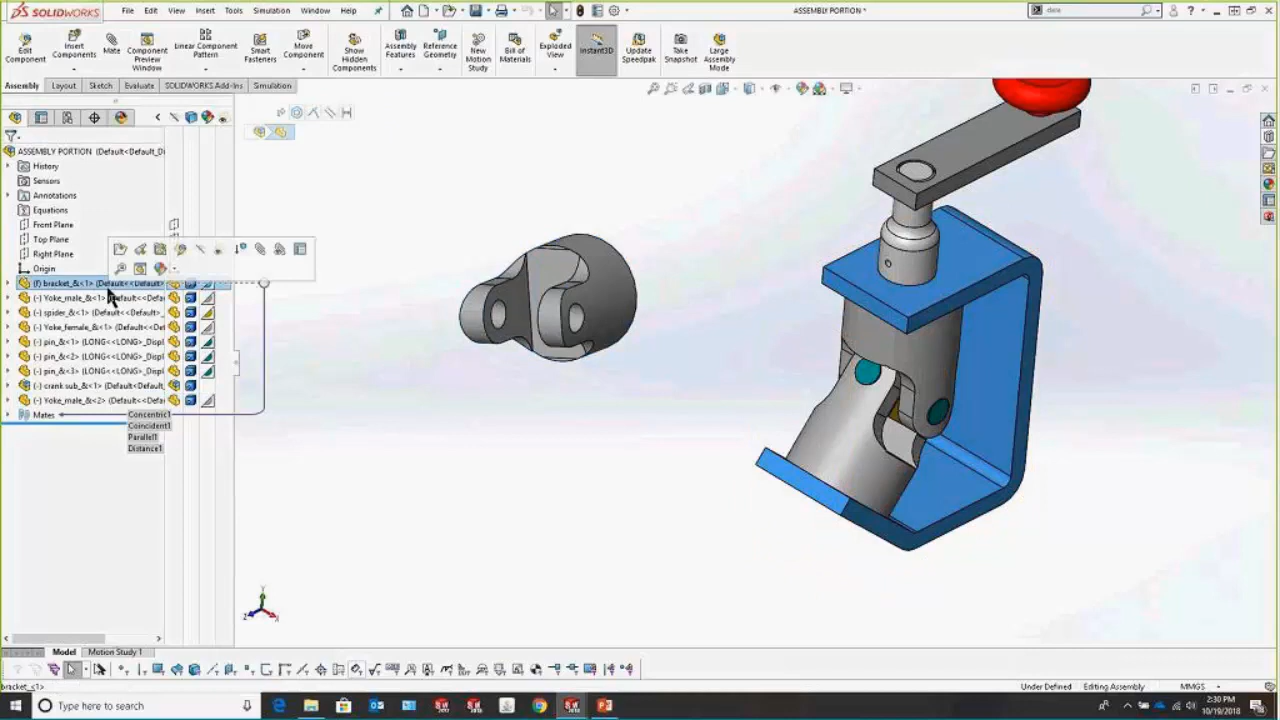 SOLIDWORKS File Edit View Insert Tools Simulation Window Help ASSEMBLY PORTION *
Edit Component Insert Components Mate Component Preview Window Linear Component Pattern Smart Fasteners Move Component Show Hidden Components Assembly Features Reference Geometry New Motion Study Bill of Materials Exploded View Instant3D Update Speedpak Take Snapshot Large Assembly Mode
Assembly Layout Sketch Evaluate SOLIDWORKS Add-Ins Simulation
ASSEMBLY PORTION (Default<Default_Di
History
Sensors
Annotations
Equations
Front Plane
Top Plane
Right Plane
Origin
(f) bracket_&<1> (Default<<Default>
(-) Yoke_male_&<1> (Default<<Defa
(-) spider_&<1> (Default<<Default>_
(-) Yoke_female_&<1> (Default<<Det
(-) pin_&<1> (LONG<<LONG>_Displ
(-) pin_&<2> (LONG<<LONG>_Displ
(-) pin_&<3> (LONG<<LONG>_Displ
(-) crank sub_&<1> (Default<Default_
(-) Yoke_male_&<2> (Default<<Defa
Mates
Concentric1
Coincident1
Parallel1
Distance1
Y
Z
X
Model Motion Study 1
bracket_<1> Under Defined Editing Assembly MMGS
Type here to search 2:30 PM
10/19/2018